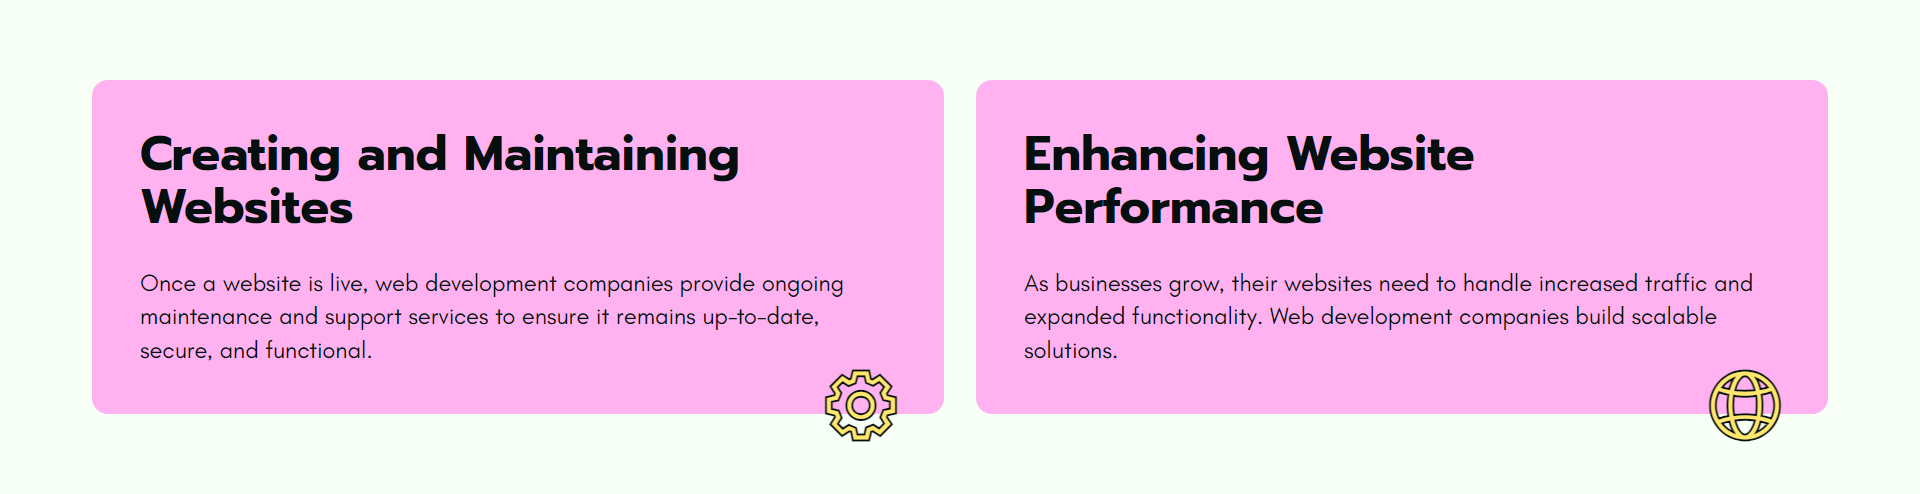 Creating and Maintaining
Websites
Once a website is live, web development companies provide ongoing
maintenance and support services to ensure it remains up-to-date,
secure, and functional.
Enhancing Website
Performance
As businesses grow, their websites need to handle increased traffic and
expanded functionality. Web development companies build scalable
solutions.